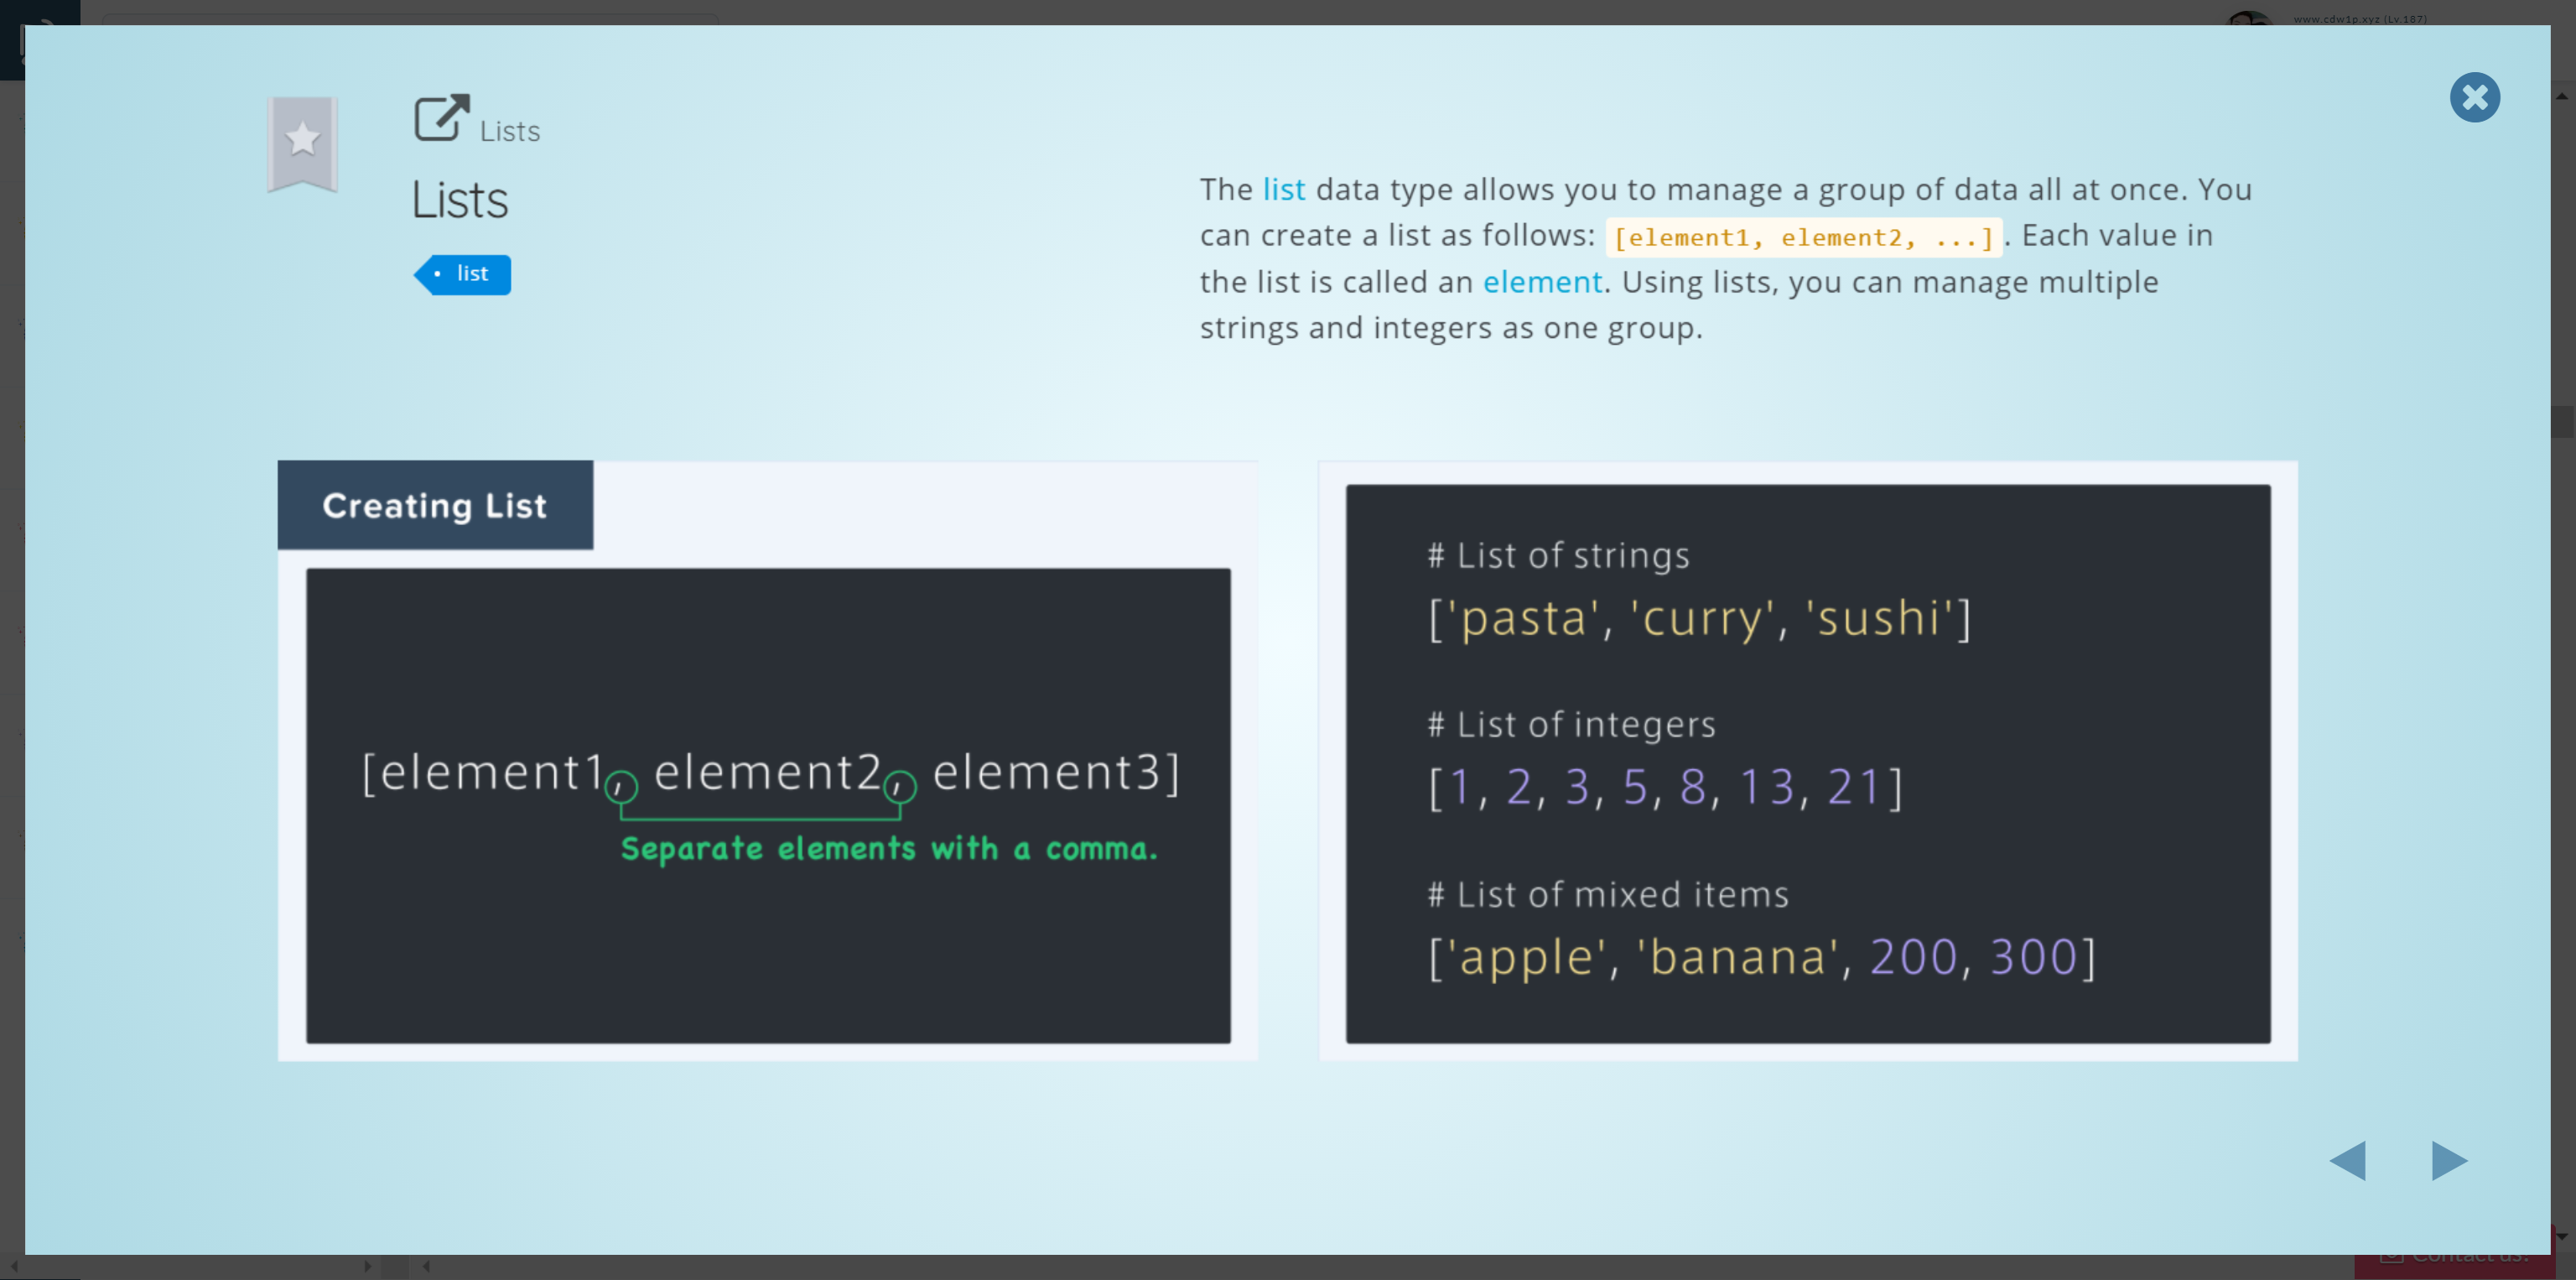 www.cdw1p.xyz (Lv.187)
Lists
Lists
list
The list data type allows you to manage a group of data all at once. You
can create a list as follows: [element1, element2, ...]. Each value in
the list is called an element. Using lists, you can manage multiple
strings and integers as one group.
Creating List
[element1, element2, element3]
Separate elements with a comma.
# List of strings
['pasta', 'curry', 'sushi']
# List of integers
[1, 2, 3, 5, 8, 13, 21]
# List of mixed items
['apple', 'banana', 200, 300]
Contact us!